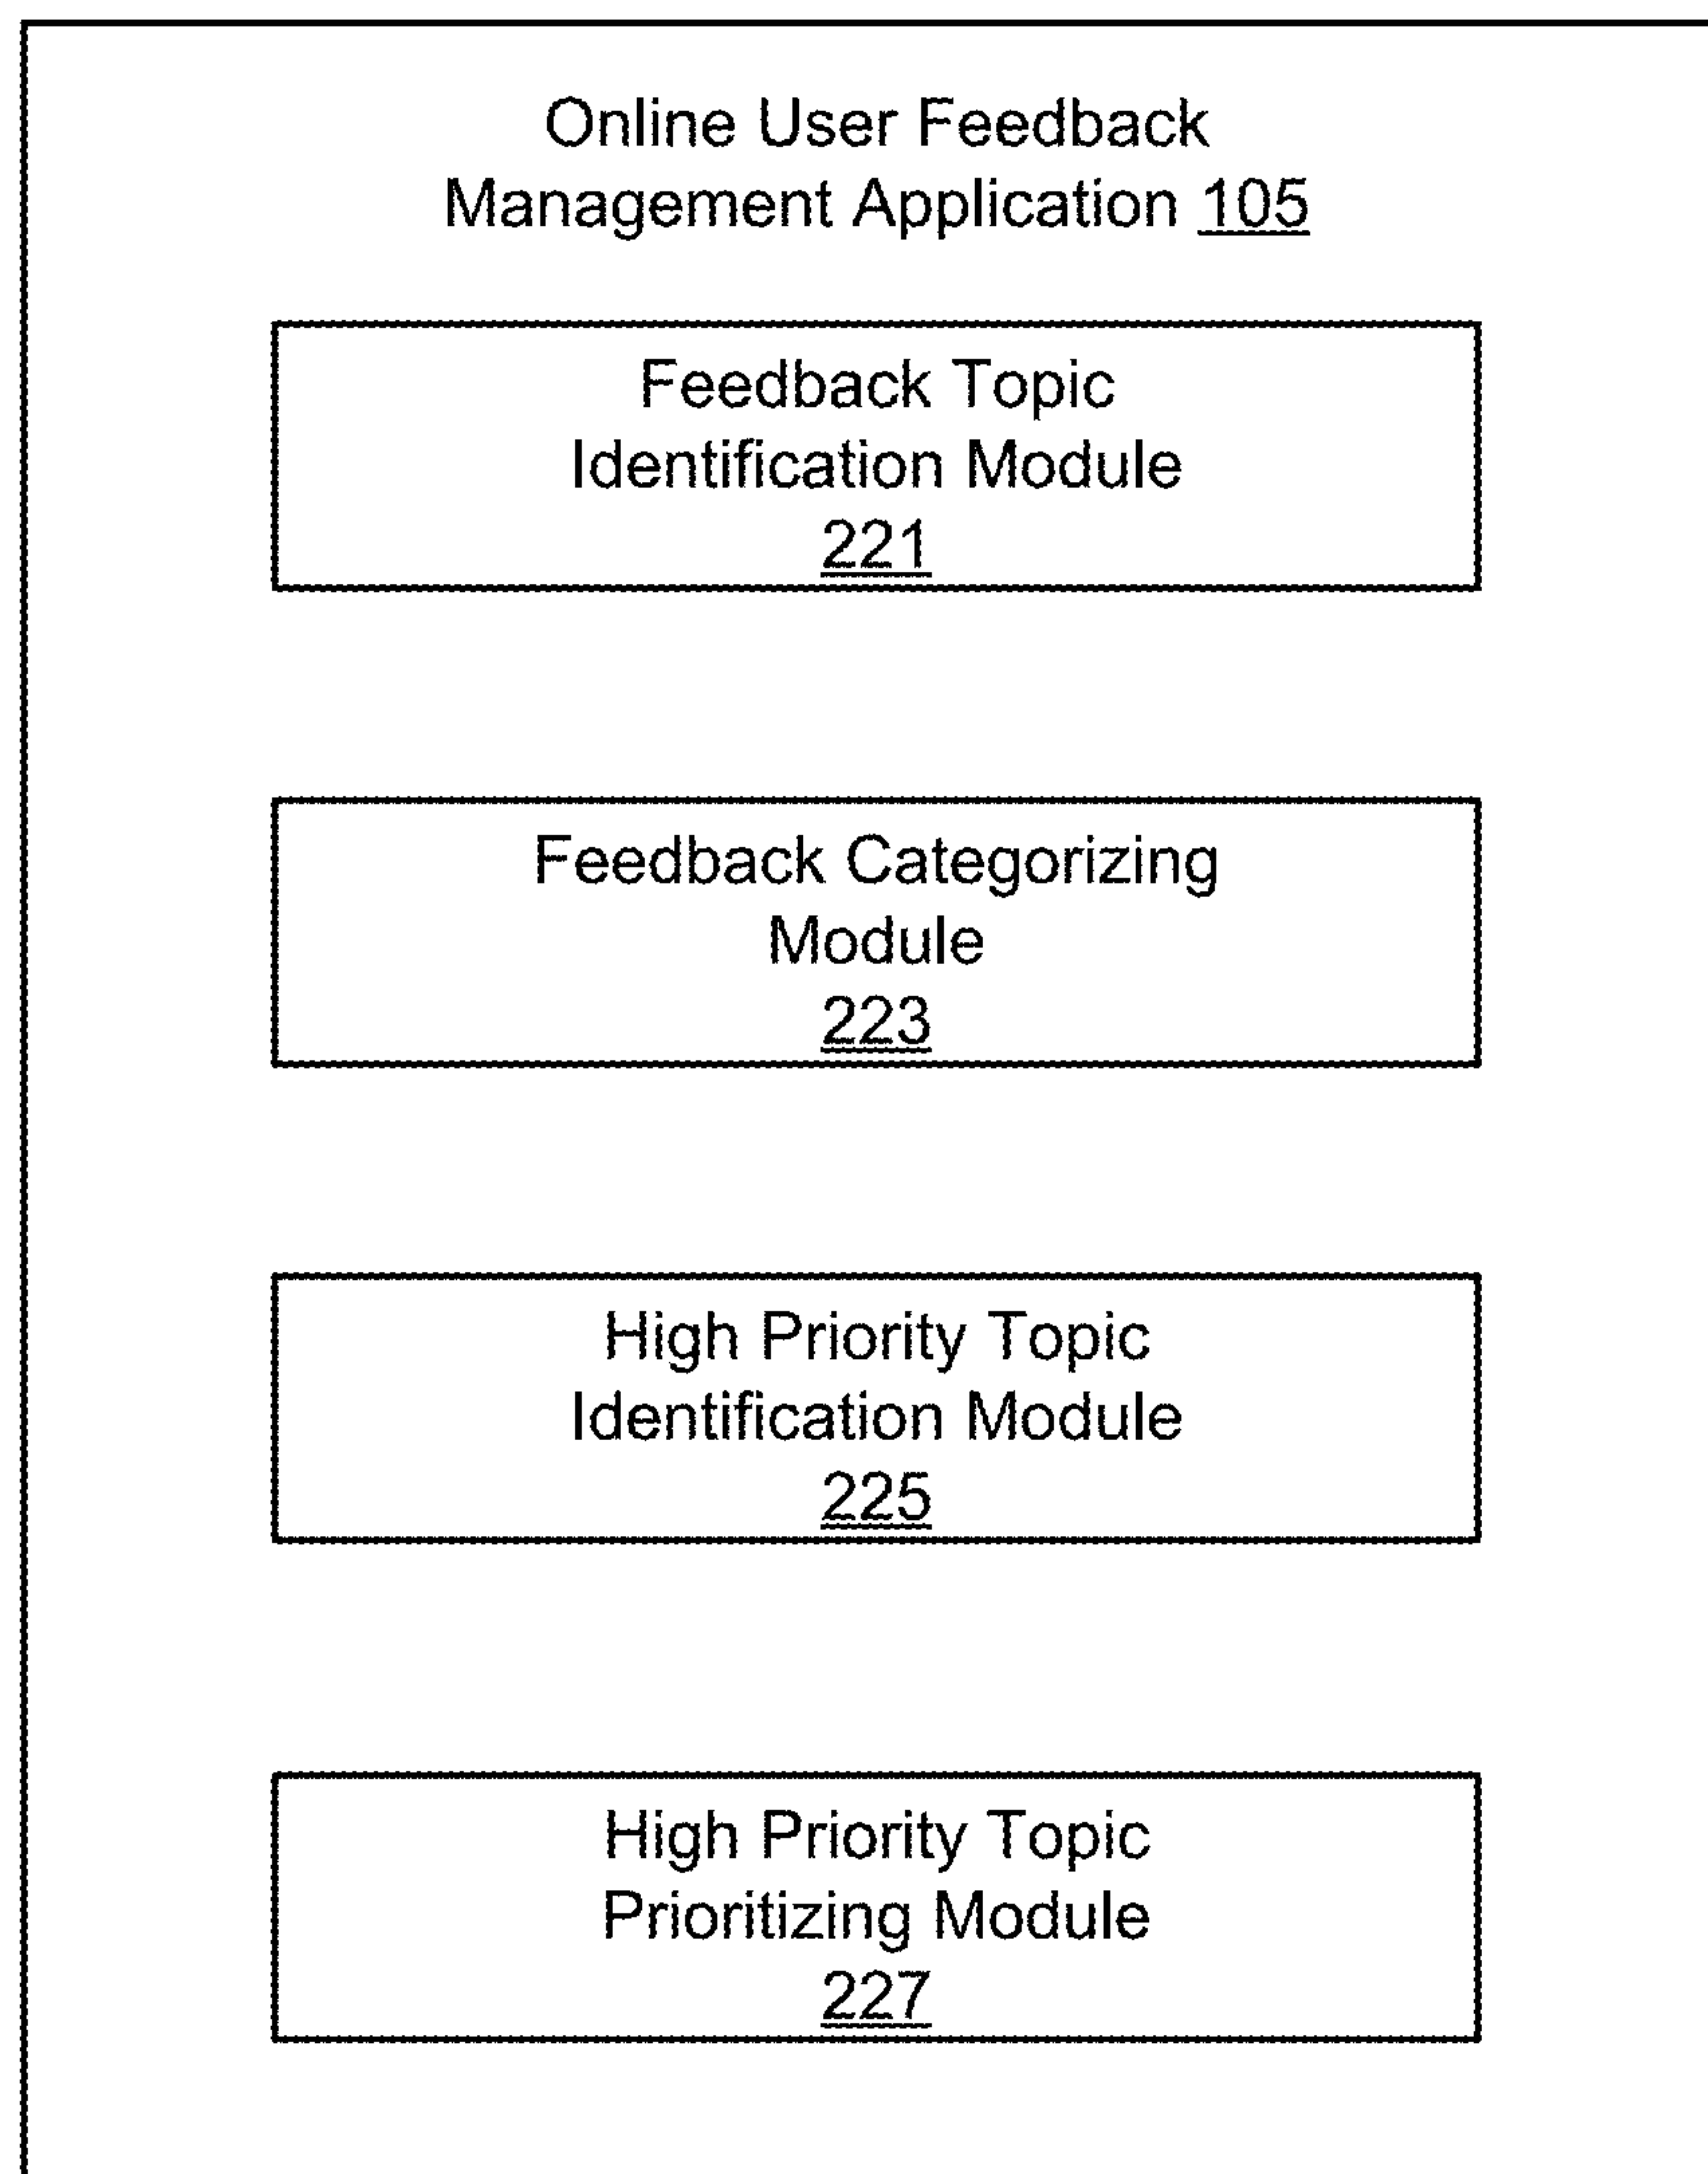 Online User Feedback
Management Application 105
Feedback Topic
Identification Module
221
Feedback Categorizing
Module
223
High Priority Topic
Identification Module
225
High Priority Topic
Prioritizing Module
227